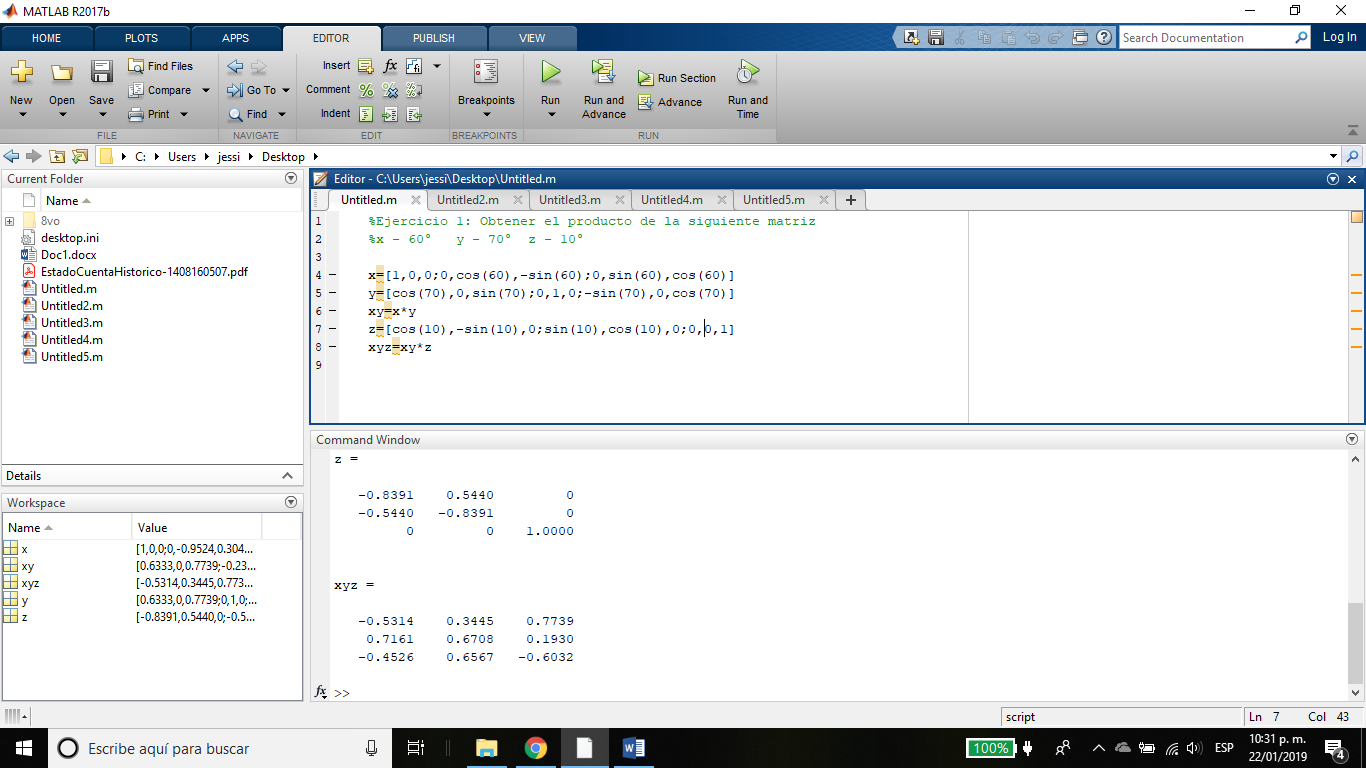 MATLAB R2017b
HOME PLOTS APPS EDITOR PUBLISH VIEW
Search Documentation Log In
New Open Save Find Files Compare Print
Go To Find
Insert fx
Comment
Indent
Breakpoints
Run Run and Advance Run Section Advance Run and Time
FILE NAVIGATE EDIT BREAKPOINTS RUN
C: Users jessi Desktop
Current Folder
Name
8vo
desktop.ini
Doc1.docx
EstadoCuentaHistorico-1408160507.pdf
Untitled.m
Untitled2.m
Untitled3.m
Untitled4.m
Untitled5.m
Details
Workspace
Name Value
x [1,0,0;0,-0.9524,0.304...
xy [0.6333,0,0.7739;-0.23...
xyz [-0.5314,0.3445,0.773...
y [0.6333,0,0.7739;0,1,0;...
z [-0.8391,0.5440,0;-0.5...
Editor - C:\Users\jessi\Desktop\Untitled.m
Untitled.m Untitled2.m Untitled3.m Untitled4.m Untitled5.m
1 %Ejercicio 1: Obtener el producto de la siguiente matriz
2 %x - 60° y - 70° z - 10°
3
4 x=[1,0,0;0,cos(60),-sin(60);0,sin(60),cos(60)]
5 y=[cos(70),0,sin(70);0,1,0;-sin(70),0,cos(70)]
6 xy=x*y
7 z=[cos(10),-sin(10),0;sin(10),cos(10),0;0,0,1]
8 xyz=xy*z
9
Command Window
z =
-0.8391 0.5440 0
-0.5440 -0.8391 0
0 0 1.0000
xyz =
-0.5314 0.3445 0.7739
0.7161 0.6708 0.1930
-0.4526 0.6567 -0.6032
fx >>
script Ln 7 Col 43
Escribe aquí para buscar
100%
ESP
10:31 p. m.
22/01/2019
4